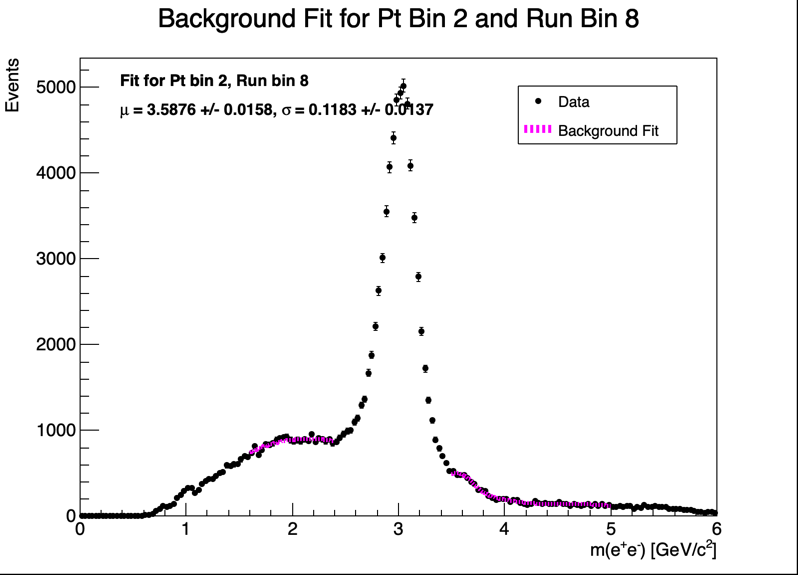 Background Fit for Pt Bin 2 and Run Bin 8
Events
Fit for Pt bin 2, Run bin 8
μ = 3.5876 +/- 0.0158, σ = 0.1183 +/- 0.0137
Data
Background Fit
5000
4000
3000
2000
1000
0
0 1 2 3 4 5 6
m(e⁺e⁻) [GeV/c²]